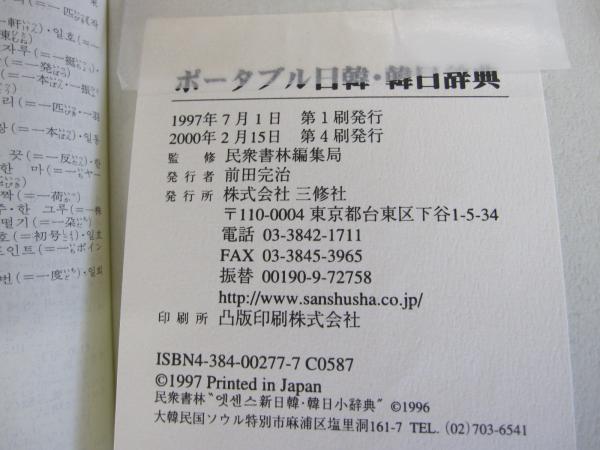 ポータブル日韓・韓日辞典
1997年7月1日 第1刷発行
2000年2月15日 第4刷発行
監修 民衆書林編集局
発行者 前田完治
発行所 株式会社 三修社
〒110-0004 東京都台東区下谷1-5-34
電話 03-3842-1711
FAX 03-3845-3965
振替 00190-9-72758
http://www.sanshusha.co.jp/
印刷所 凸版印刷株式会社
ISBN4-384-00277-7 C0587
©1997 Printed in Japan
民衆書林"엣센스新日韓・韓日小辞典"©1996
大韓民国ソウル特別市麻浦区塩里洞161-7 TEL. (02)703-6541